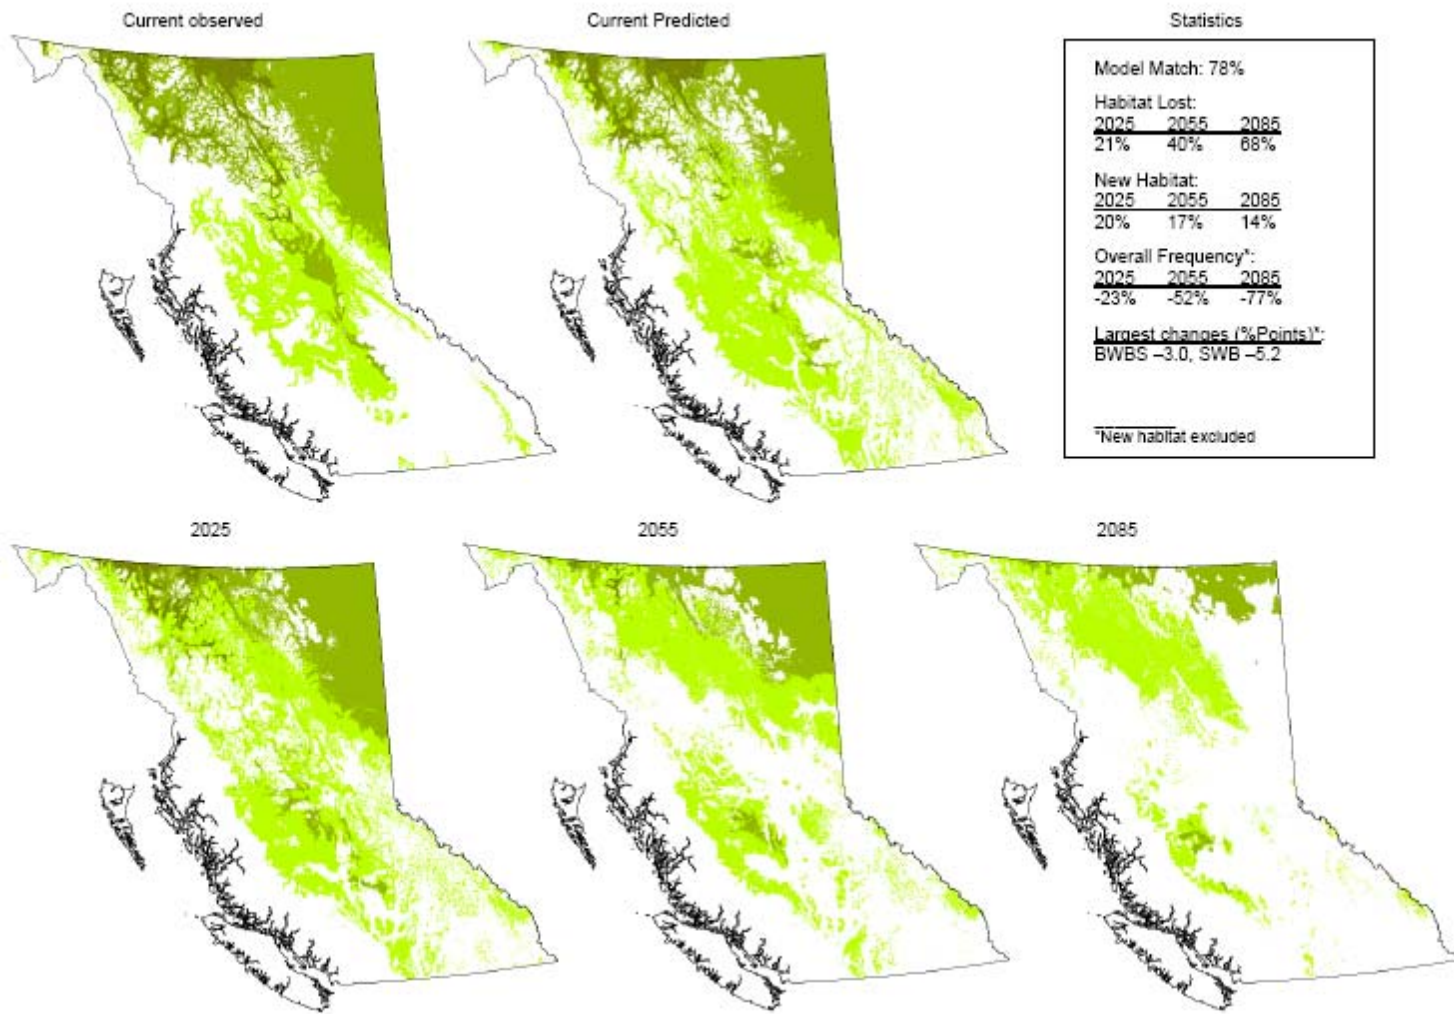 Current observed
Current Predicted
Statistics
Model Match: 78%
Habitat Lost:
2025 2055 2085
21% 40% 68%
New Habitat:
2025 2055 2085
20% 17% 14%
Overall Frequency*:
2025 2055 2085
-23% -52% -77%
Largest changes (%Points)*:
BWBS –3.0, SWB –5.2
*New habitat excluded
2025
2055
2085